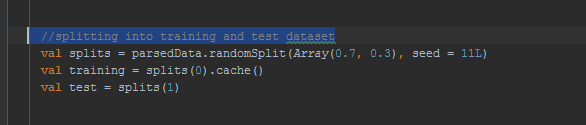 //splitting into training and test dataset
val splits = parsedData.randomSplit(Array(0.7, 0.3), seed = 11L)
val training = splits(0).cache()
val test = splits(1)